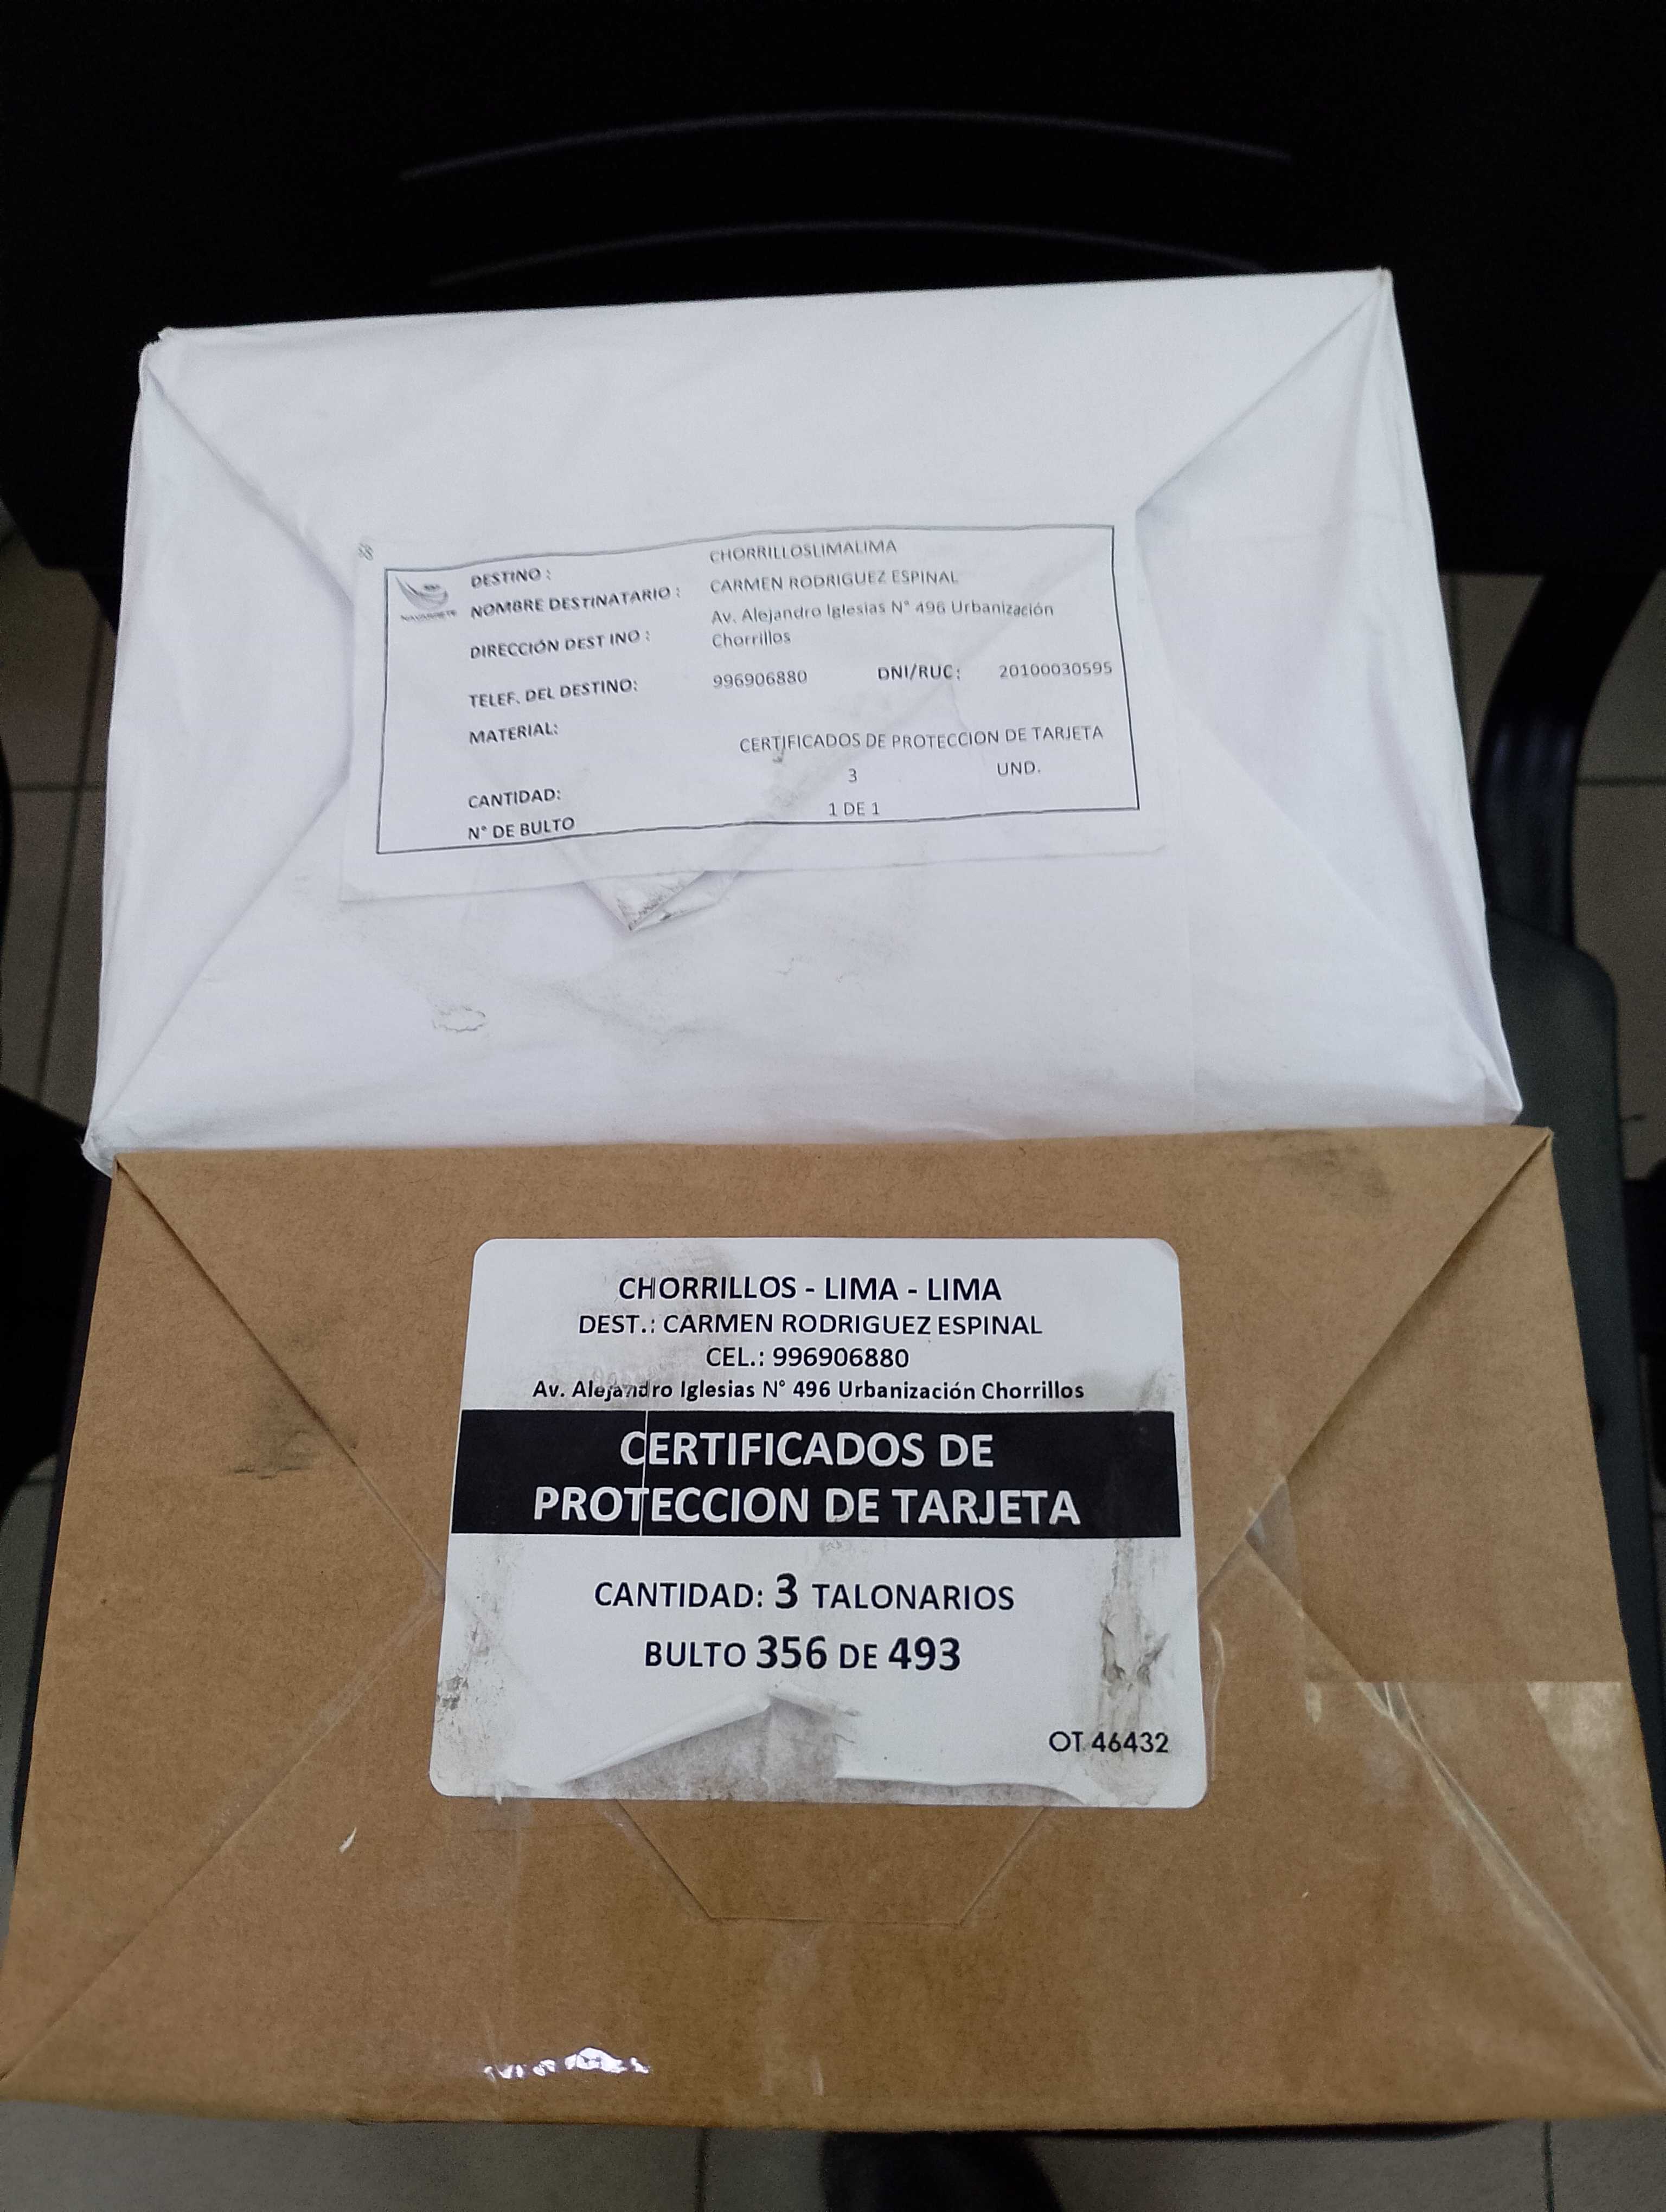 DESTINO : CHORRILLOSLIMALIMA
NOMBRE DESTINATARIO : CARMEN RODRIGUEZ ESPINAL
DIRECCIÓN DEST INO : Av. Alejandro Iglesias N° 496 Urbanización
Chorrillos
TELEF. DEL DESTINO: 996906880 DNI/RUC: 20100030595
MATERIAL: CERTIFICADOS DE PROTECCION DE TARJETA
CANTIDAD: 3 UND.
N° DE BULTO 1 DE 1
CHORRILLOS - LIMA - LIMA
DEST.: CARMEN RODRIGUEZ ESPINAL
CEL.: 996906880
Av. Alejandro Iglesias N° 496 Urbanización Chorrillos
CERTIFICADOS DE
PROTECCION DE TARJETA
CANTIDAD: 3 TALONARIOS
BULTO 356 DE 493
OT 46432